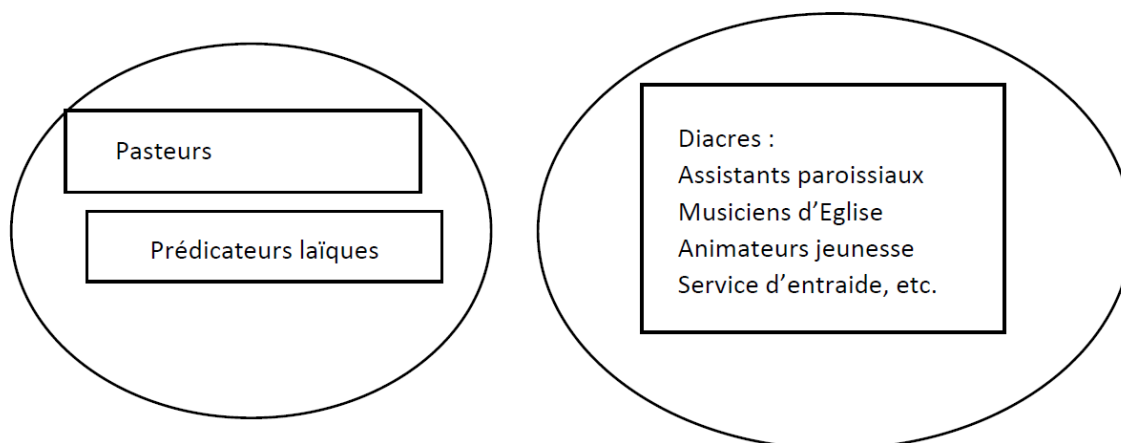 Pasteurs
Prédicateurs laïques
Diacres :
Assistants paroissiaux
Musiciens d’Eglise
Animateurs jeunesse
Service d’entraide, etc.